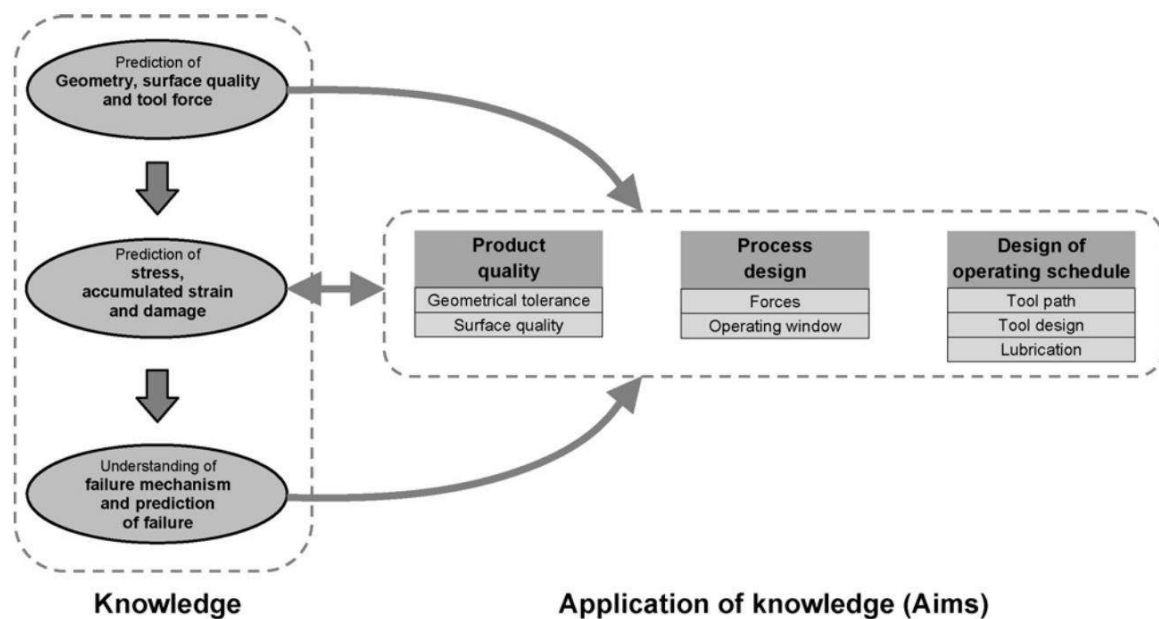 Prediction of
Geometry, surface quality
and tool force
Prediction of
stress,
accumulated strain
and damage
Understanding of
failure mechanism
and prediction
of failure
Knowledge
Product
quality
Geometrical tolerance
Surface quality
Process
design
Forces
Operating window
Design of
operating schedule
Tool path
Tool design
Lubrication
Application of knowledge (Aims)